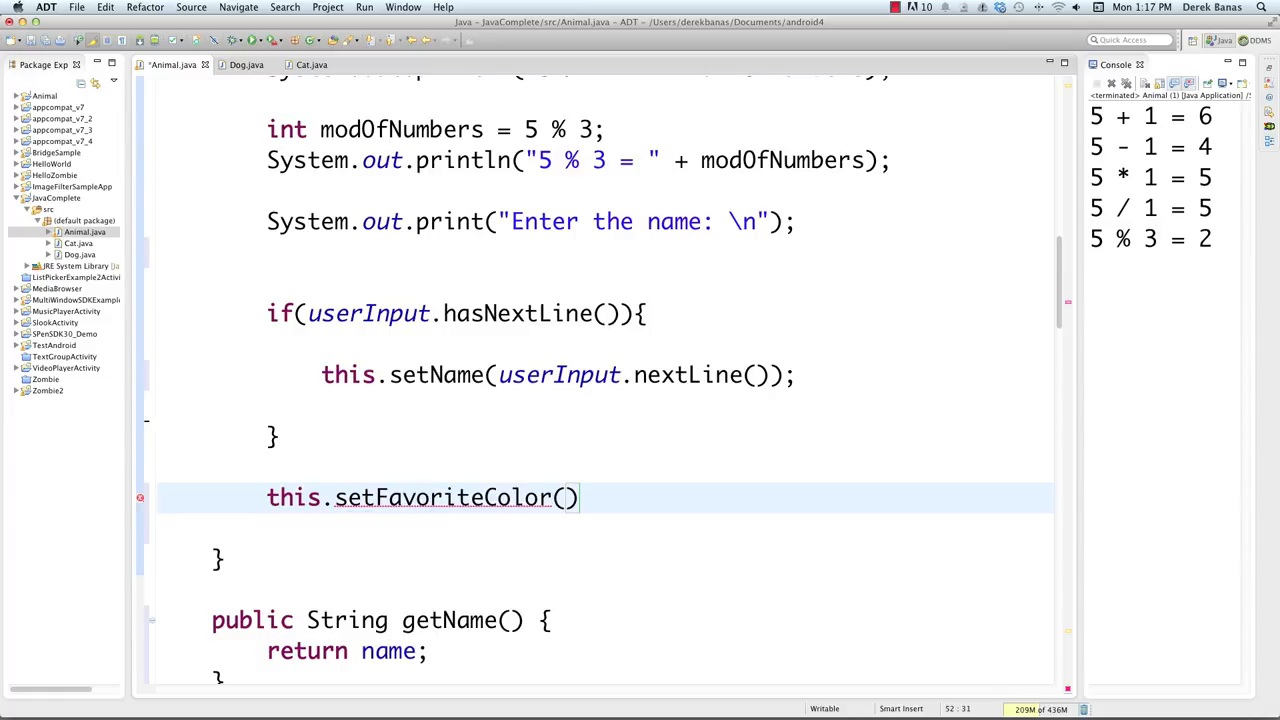 ADT File Edit Refactor Source Navigate Search Project Run Window Help 10 Mon 1:17 PM Derek Banas
Java - JavaComplete/src/Animal.java - ADT - /Users/derekbanas/Documents/android4
Quick Access Java DDMS
Package Exp *Animal.java Dog.java Cat.java Console
<terminated> Animal (1) [Java Application] /S
Animal
appcompat_v7
appcompat_v7_2
appcompat_v7_3
appcompat_v7_4
BridgeSample
HelloWorld
HelloZombie
ImageFilterSampleApp
JavaComplete
src
(default package)
Animal.java
Cat.java
Dog.java
JRE System Library [Ja
ListPickerExample2Activi
MediaBrowser
MultiWindowSDKExample
MusicPlayerActivity
SlookActivity
SPenSDK30_Demo
TestAndroid
TextGroupActivity
VideoPlayerActivity
Zombie
Zombie2
int modOfNumbers = 5 % 3;
System.out.println("5 % 3 = " + modOfNumbers);
System.out.print("Enter the name: \n");
if(userInput.hasNextLine()){
this.setName(userInput.nextLine());
}
this.setFavoriteColor()
}
public String getName() {
return name;
}
5 + 1 = 6
5 - 1 = 4
5 * 1 = 5
5 / 1 = 5
5 % 3 = 2
Writable Smart Insert 52 : 31 209M of 436M